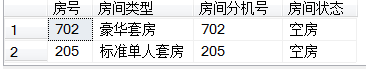 房号 房间类型 房间分机号 房间状态
1 702 豪华套房 702 空房
2 205 标准单人套房 205 空房